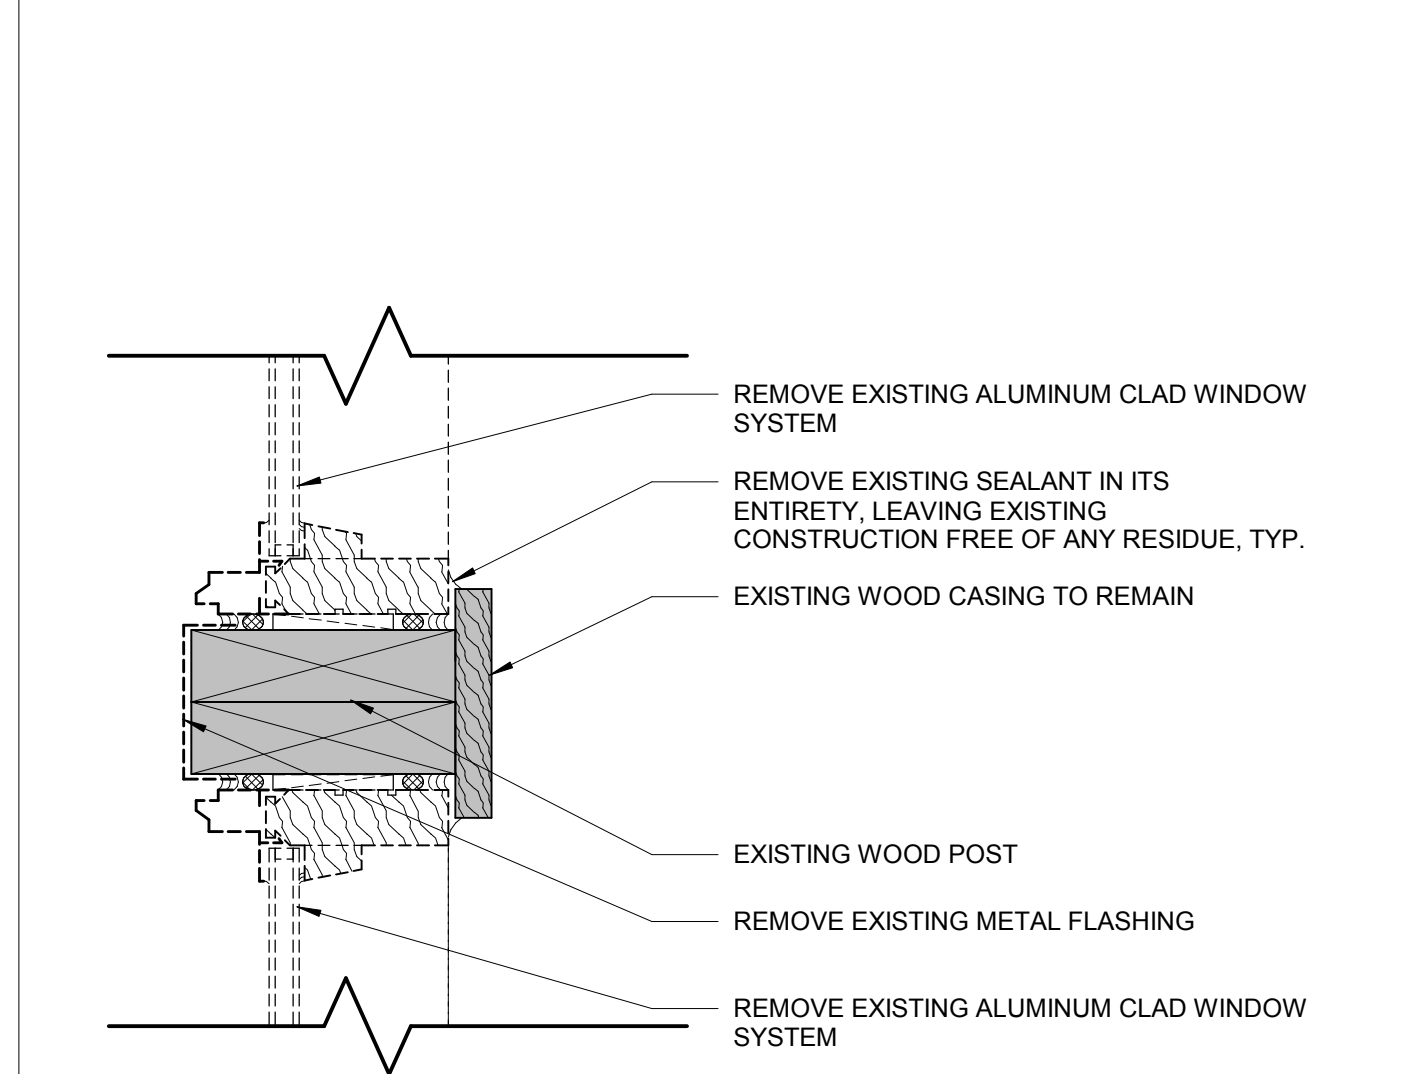 REMOVE EXISTING ALUMINUM CLAD WINDOW
SYSTEM
REMOVE EXISTING SEALANT IN ITS
ENTIRETY, LEAVING EXISTING
CONSTRUCTION FREE OF ANY RESIDUE, TYP.
EXISTING WOOD CASING TO REMAIN
EXISTING WOOD POST
REMOVE EXISTING METAL FLASHING
REMOVE EXISTING ALUMINUM CLAD WINDOW
SYSTEM